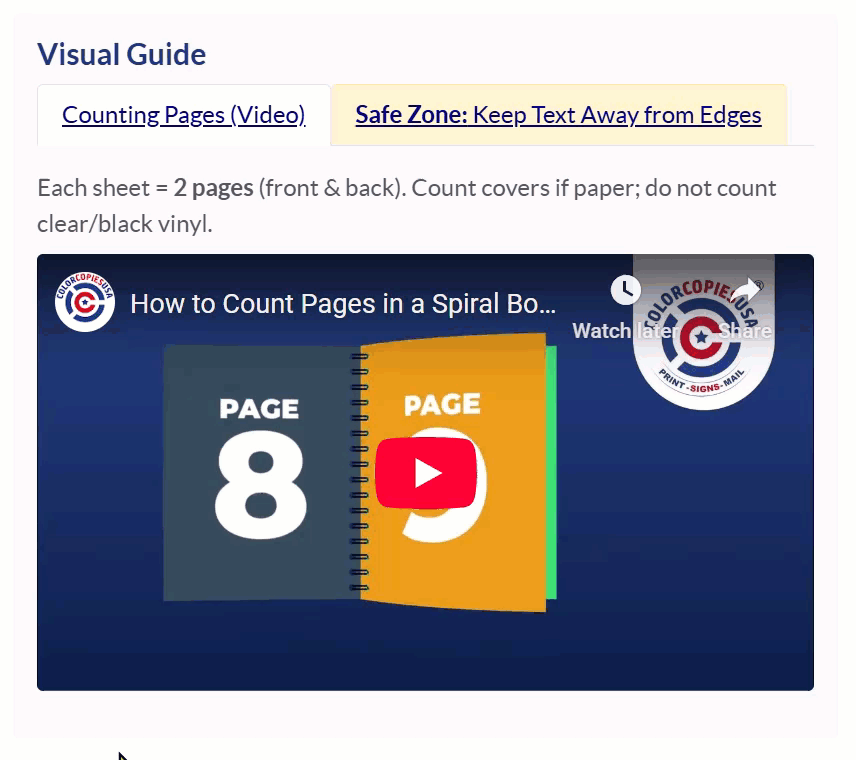 Visual Guide
Counting Pages (Video)
Safe Zone: Keep Text Away from Edges
Each sheet = 2 pages (front & back). Count covers if paper; do not count
clear/black vinyl.
COLORCOPIESUSA
How to Count Pages in a Spiral Bo...
Watch later
Share
COLORCOPIESUSA
PRINT-SIGNS-MAIL
PAGE
8
PAGE
9